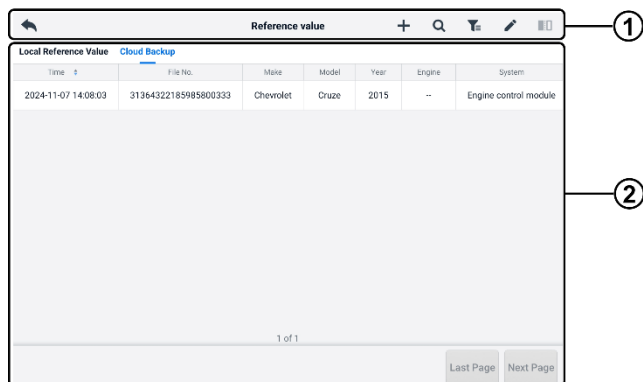 Reference value
①
Local Reference Value Cloud Backup
Time File No. Make Model Year Engine System
2024-11-07 14:08:03 31364322185985800333 Chevrolet Cruze 2015 -- Engine control module
②
1 of 1
Last Page Next Page